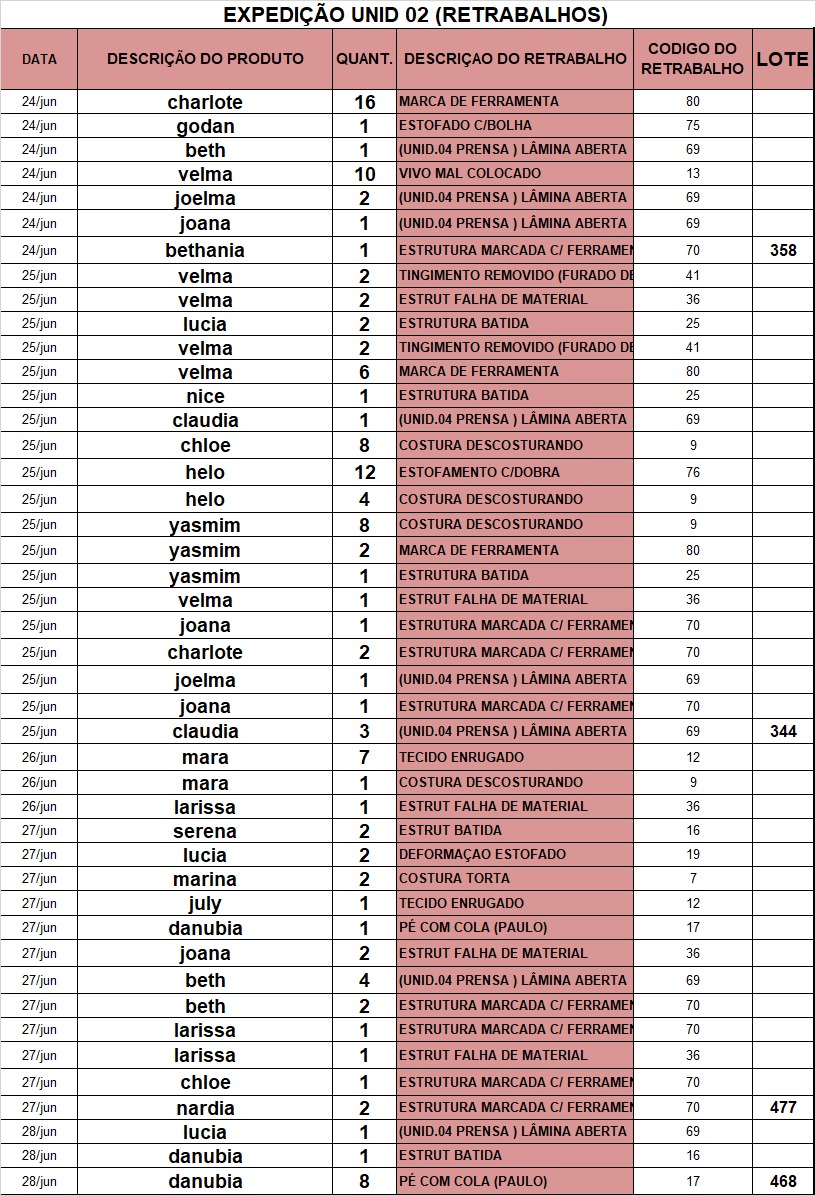 EXPEDIÇÃO UNID 02 (RETRABALHOS)
DATA DESCRIÇÃO DO PRODUTO QUANT. DESCRIÇAO DO RETRABALHO CODIGO DO RETRABALHO LOTE
24/jun charlote 16 MARCA DE FERRAMENTA 80
24/jun godan 1 ESTOFADO C/BOLHA 75
24/jun beth 1 (UNID.04 PRENSA ) LÂMINA ABERTA 69
24/jun velma 10 VIVO MAL COLOCADO 13
24/jun joelma 2 (UNID.04 PRENSA ) LÂMINA ABERTA 69
24/jun joana 1 (UNID.04 PRENSA ) LÂMINA ABERTA 69
24/jun bethania 1 ESTRUTURA MARCADA C/ FERRAMEN 70 358
25/jun velma 2 TINGIMENTO REMOVIDO (FURADO DE 41
25/jun velma 2 ESTRUT FALHA DE MATERIAL 36
25/jun lucia 2 ESTRUTURA BATIDA 25
25/jun velma 2 TINGIMENTO REMOVIDO (FURADO DE 41
25/jun velma 6 MARCA DE FERRAMENTA 80
25/jun nice 1 ESTRUTURA BATIDA 25
25/jun claudia 1 (UNID.04 PRENSA ) LÂMINA ABERTA 69
25/jun chloe 8 COSTURA DESCOSTURANDO 9
25/jun helo 12 ESTOFAMENTO C/DOBRA 76
25/jun helo 4 COSTURA DESCOSTURANDO 9
25/jun yasmim 8 COSTURA DESCOSTURANDO 9
25/jun yasmim 2 MARCA DE FERRAMENTA 80
25/jun yasmim 1 ESTRUTURA BATIDA 25
25/jun velma 1 ESTRUT FALHA DE MATERIAL 36
25/jun joana 1 ESTRUTURA MARCADA C/ FERRAMEN 70
25/jun charlote 2 ESTRUTURA MARCADA C/ FERRAMEN 70
25/jun joelma 1 (UNID.04 PRENSA ) LÂMINA ABERTA 69
25/jun joana 1 ESTRUTURA MARCADA C/ FERRAMEN 70
25/jun claudia 3 (UNID.04 PRENSA ) LÂMINA ABERTA 69 344
26/jun mara 7 TECIDO ENRUGADO 12
26/jun mara 1 COSTURA DESCOSTURANDO 9
26/jun larissa 1 ESTRUT FALHA DE MATERIAL 36
27/jun serena 2 ESTRUT BATIDA 16
27/jun lucia 2 DEFORMAÇAO ESTOFADO 19
27/jun marina 2 COSTURA TORTA 7
27/jun july 1 TECIDO ENRUGADO 12
27/jun danubia 1 PÉ COM COLA (PAULO) 17
27/jun joana 2 ESTRUT FALHA DE MATERIAL 36
27/jun beth 4 (UNID.04 PRENSA ) LÂMINA ABERTA 69
27/jun beth 2 ESTRUTURA MARCADA C/ FERRAMEN 70
27/jun larissa 1 ESTRUTURA MARCADA C/ FERRAMEN 70
27/jun larissa 1 ESTRUT FALHA DE MATERIAL 36
27/jun chloe 1 ESTRUTURA MARCADA C/ FERRAMEN 70
27/jun nardia 2 ESTRUTURA MARCADA C/ FERRAMEN 70 477
28/jun lucia 1 (UNID.04 PRENSA ) LÂMINA ABERTA 69
28/jun danubia 1 ESTRUT BATIDA 16
28/jun danubia 8 PÉ COM COLA (PAULO) 17 468